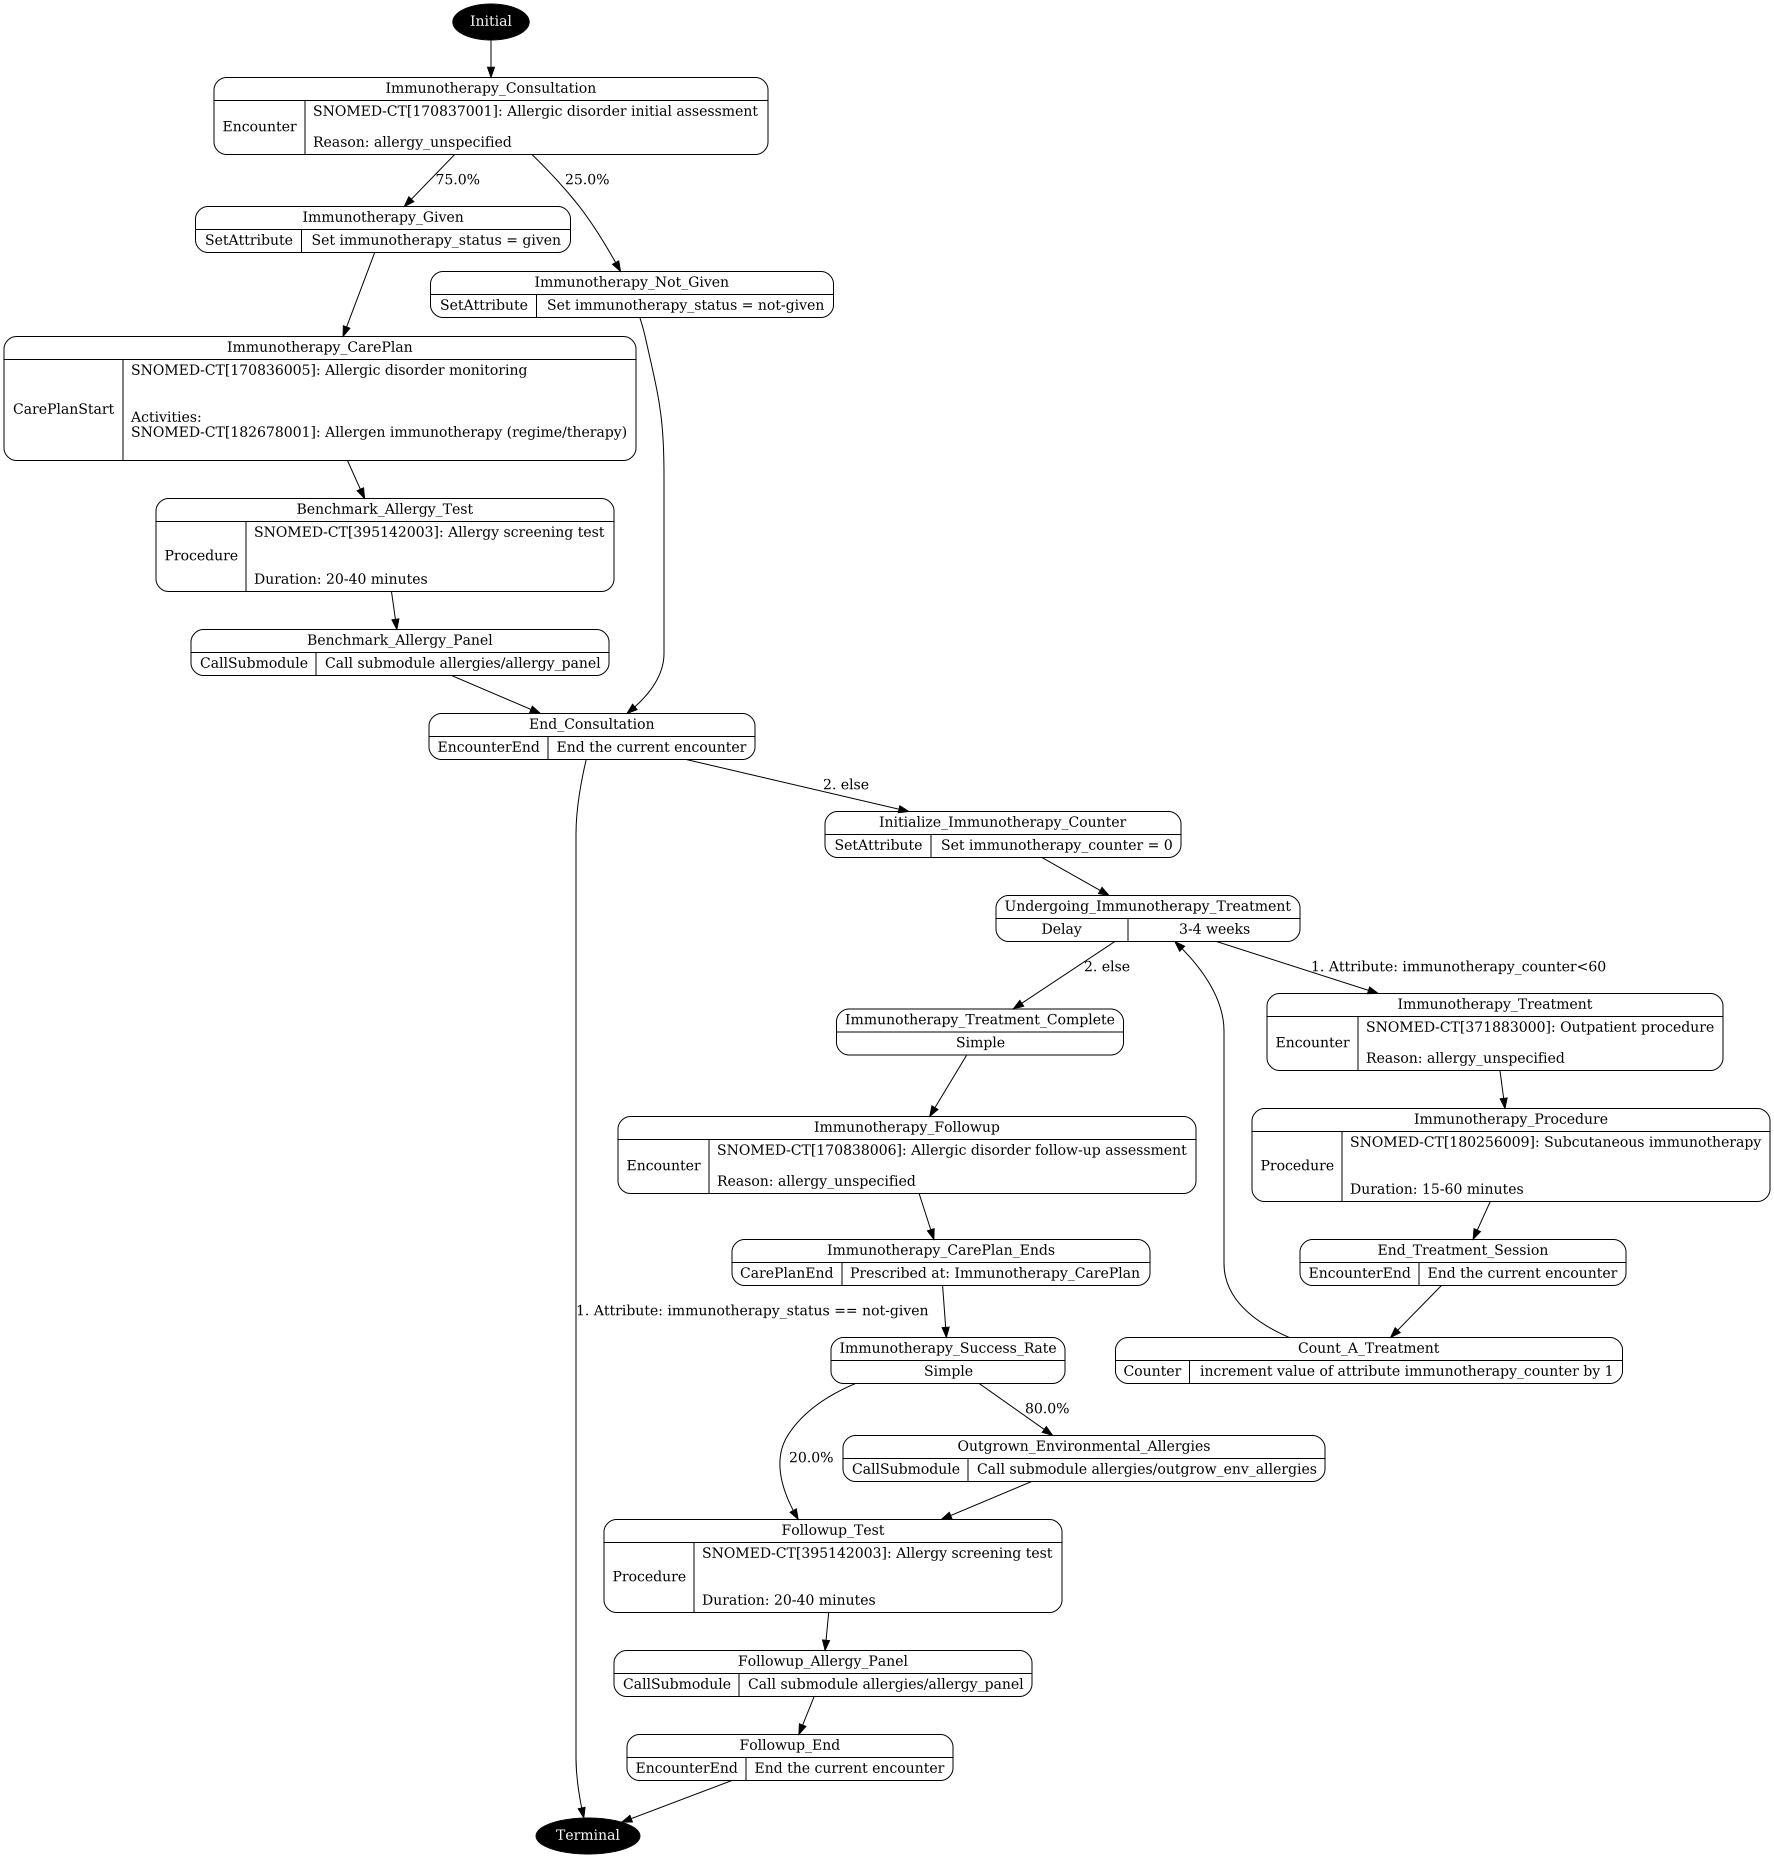 Initial
Immunotherapy_Consultation
Encounter
SNOMED-CT[170837001]: Allergic disorder initial assessment
Reason: allergy_unspecified
75.0%
25.0%
Immunotherapy_Given
SetAttribute
Set immunotherapy_status = given
Immunotherapy_Not_Given
SetAttribute
Set immunotherapy_status = not-given
Immunotherapy_CarePlan
CarePlanStart
SNOMED-CT[170836005]: Allergic disorder monitoring
Activities:
SNOMED-CT[182678001]: Allergen immunotherapy (regime/therapy)
Benchmark_Allergy_Test
Procedure
SNOMED-CT[395142003]: Allergy screening test
Duration: 20-40 minutes
Benchmark_Allergy_Panel
CallSubmodule
Call submodule allergies/allergy_panel
End_Consultation
EncounterEnd
End the current encounter
2. else
Initialize_Immunotherapy_Counter
SetAttribute
Set immunotherapy_counter = 0
Undergoing_Immunotherapy_Treatment
Delay
3-4 weeks
2. else
1. Attribute: immunotherapy_counter<60
Immunotherapy_Treatment
Encounter
SNOMED-CT[371883000]: Outpatient procedure
Reason: allergy_unspecified
Immunotherapy_Treatment_Complete
Simple
Immunotherapy_Procedure
Procedure
SNOMED-CT[180256009]: Subcutaneous immunotherapy
Duration: 15-60 minutes
Immunotherapy_Followup
Encounter
SNOMED-CT[170838006]: Allergic disorder follow-up assessment
Reason: allergy_unspecified
End_Treatment_Session
EncounterEnd
End the current encounter
Immunotherapy_CarePlan_Ends
CarePlanEnd
Prescribed at: Immunotherapy_CarePlan
1. Attribute: immunotherapy_status == not-given
Immunotherapy_Success_Rate
Simple
Count_A_Treatment
Counter
increment value of attribute immunotherapy_counter by 1
80.0%
20.0%
Outgrown_Environmental_Allergies
CallSubmodule
Call submodule allergies/outgrow_env_allergies
Followup_Test
Procedure
SNOMED-CT[395142003]: Allergy screening test
Duration: 20-40 minutes
Followup_Allergy_Panel
CallSubmodule
Call submodule allergies/allergy_panel
Followup_End
EncounterEnd
End the current encounter
Terminal